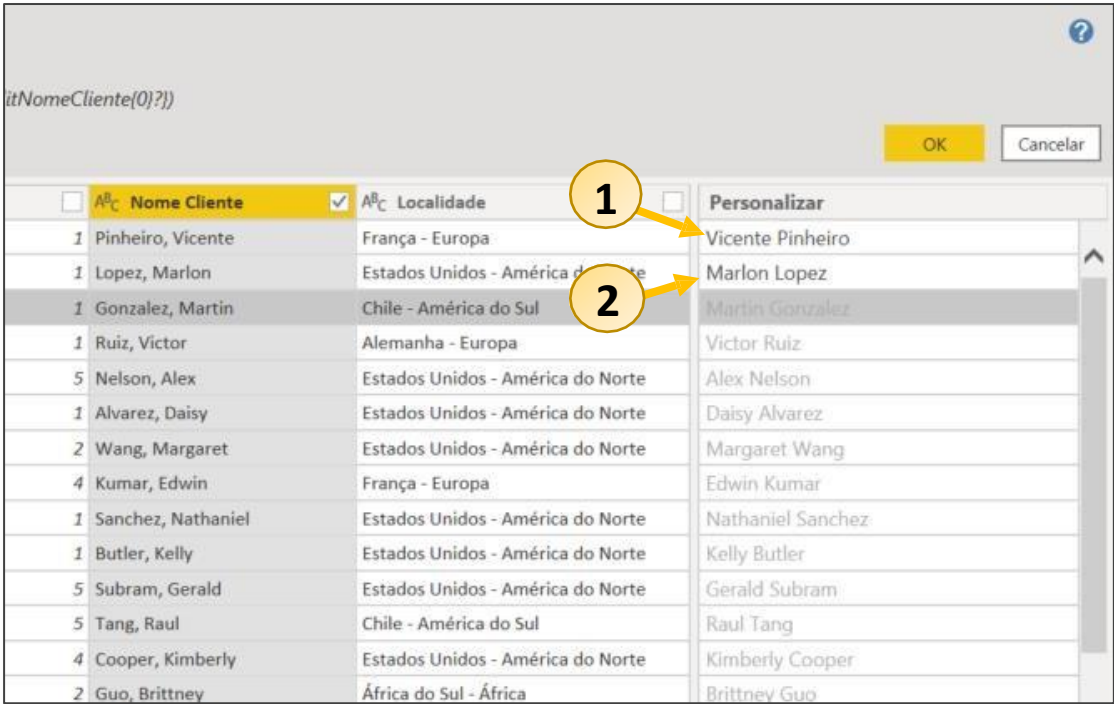 ?
itNomeCliente{0}?})
OK Cancelar
ABC Nome Cliente ABC Localidade 1 Personalizar
1 Pinheiro, Vicente França - Europa Vicente Pinheiro
1 Lopez, Marlon Estados Unidos - América do Norte Marlon Lopez
1 Gonzalez, Martin Chile - América do Sul 2 Martin Gonzalez
1 Ruiz, Victor Alemanha - Europa Victor Ruiz
5 Nelson, Alex Estados Unidos - América do Norte Alex Nelson
1 Alvarez, Daisy Estados Unidos - América do Norte Daisy Alvarez
2 Wang, Margaret Estados Unidos - América do Norte Margaret Wang
4 Kumar, Edwin França - Europa Edwin Kumar
1 Sanchez, Nathaniel Estados Unidos - América do Norte Nathaniel Sanchez
1 Butler, Kelly Estados Unidos - América do Norte Kelly Butler
5 Subram, Gerald Estados Unidos - América do Norte Gerald Subram
5 Tang, Raul Chile - América do Sul Raul Tang
4 Cooper, Kimberly Estados Unidos - América do Norte Kimberly Cooper
2 Guo, Brittney África do Sul - África Brittney Guo